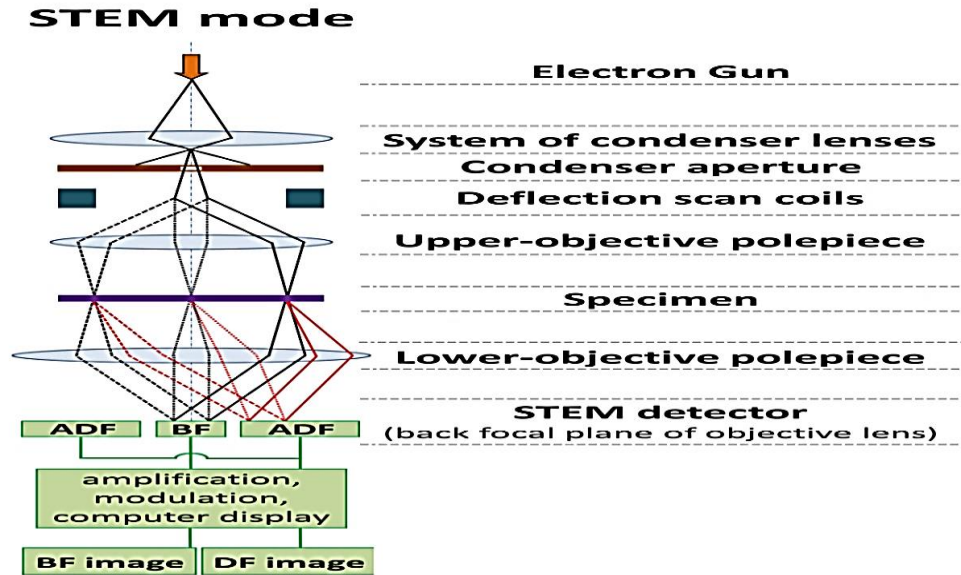 STEM mode
Electron Gun
System of condenser lenses
Condenser aperture
Deflection scan coils
Upper-objective polepiece
Specimen
Lower-objective polepiece
STEM detector
(back focal plane of objective lens)
ADF
BF
ADF
amplification,
modulation,
computer display
BF image
DF image